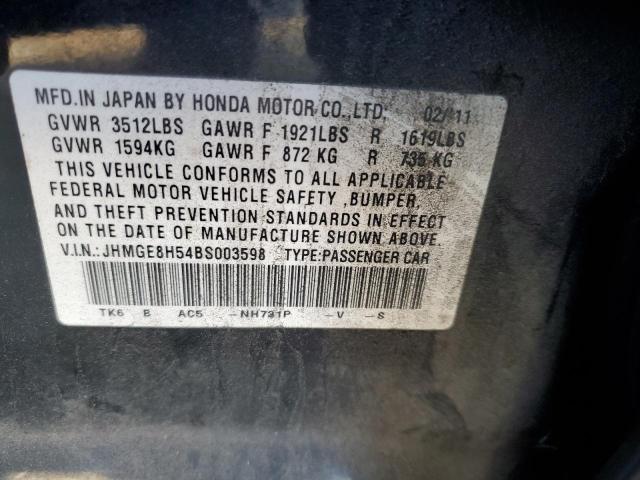 MFD.IN JAPAN BY HONDA MOTOR CO.,LTD. 02/11
GVWR 3512LBS GAWR F 1921LBS R 1619LBS
GVWR 1594KG GAWR F 872 KG R 735 KG
THIS VEHICLE CONFORMS TO ALL APPLICABLE
FEDERAL MOTOR VEHICLE SAFETY ,BUMPER,
AND THEFT PREVENTION STANDARDS IN EFFECT
ON THE DATE OF MANUFACTURE SHOWN ABOVE.
V.I.N.:JHMGE8H54BS003598 TYPE:PASSENGER CAR
TK6 B AC5 -NH731P -V -S